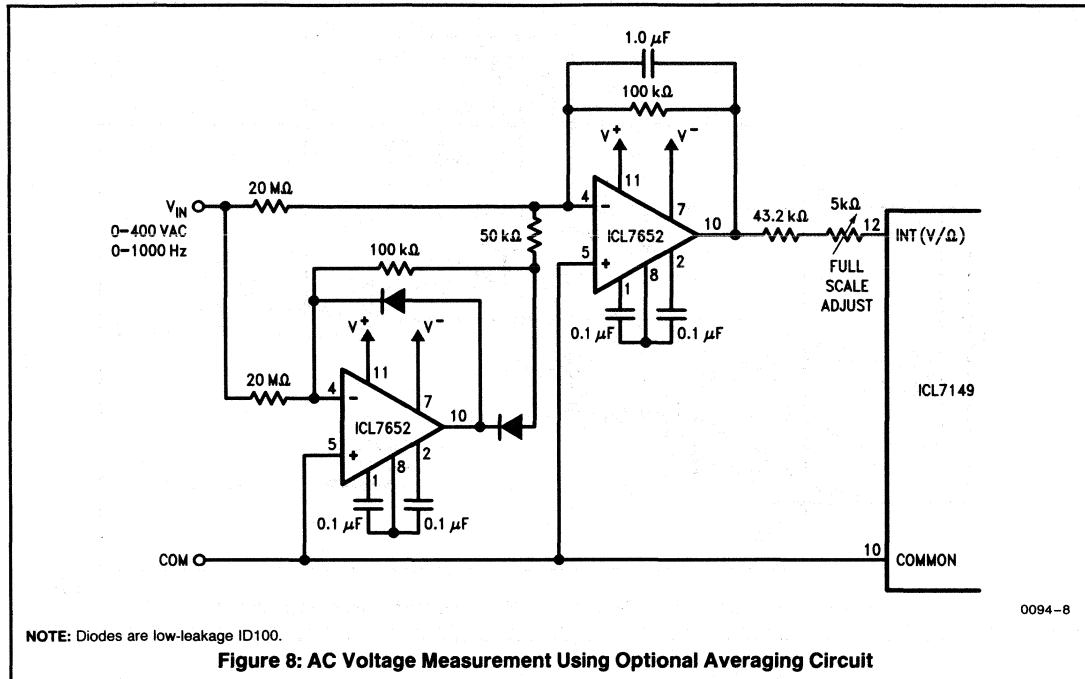 1.0 μF
100 kΩ
V+
V-
11
20 MΩ
VIN
4
-
7
10
43.2 kΩ
5kΩ
12
INT (V/Ω)
0-400 VAC
0-1000 Hz
50 kΩ
ICL7652
5
+
8
2
1
FULL
SCALE
ADJUST
100 kΩ
0.1 μF
0.1 μF
V+
V-
11
20 MΩ
4
-
7
10
ICL7652
ICL7149
5
+
8
2
1
0.1 μF
0.1 μF
COM
10
COMMON
0094-8
NOTE: Diodes are low-leakage ID100.
Figure 8: AC Voltage Measurement Using Optional Averaging Circuit